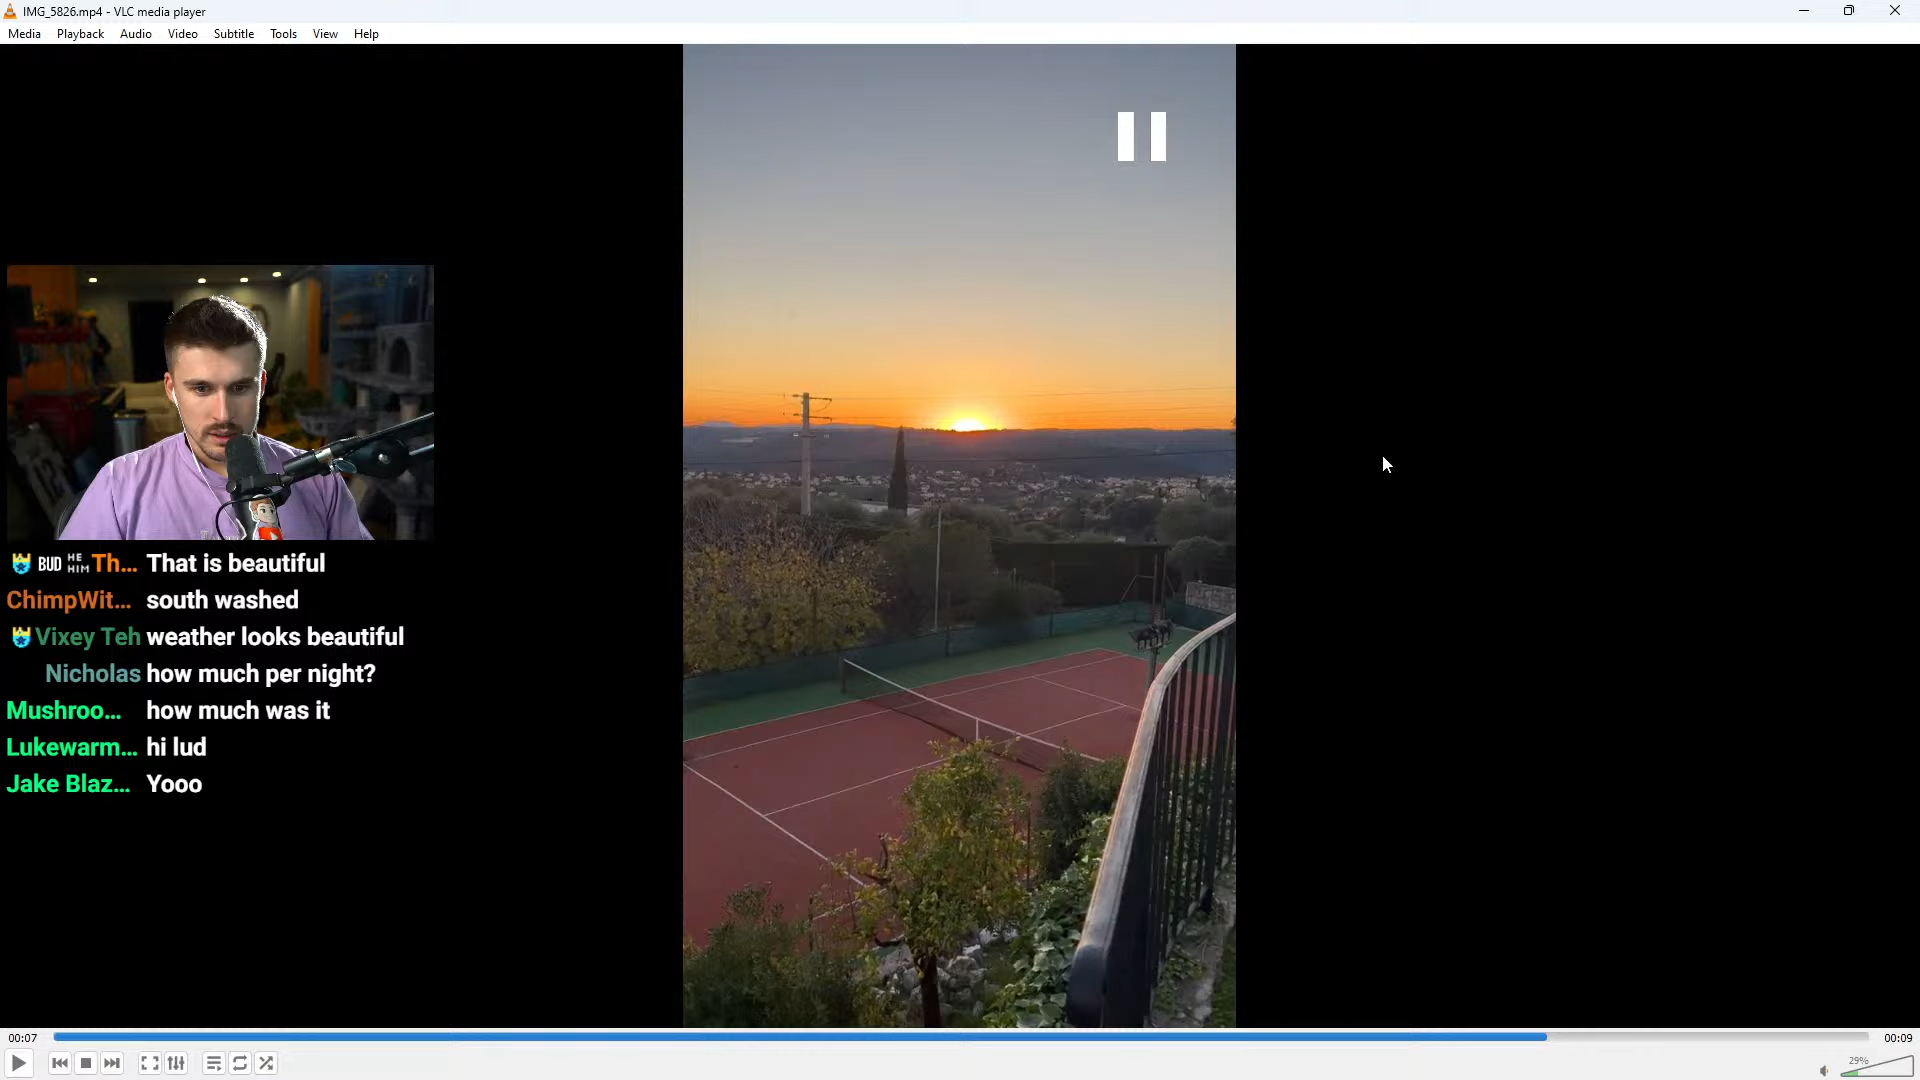 IMG_5826.mp4 - VLC media player
Media Playback Audio Video Subtitle Tools View Help
BUD HE HIM Th... That is beautiful
ChimpWit... south washed
Vixey Teh weather looks beautiful
Nicholas how much per night?
Mushroo... how much was it
Lukewarm... hi lud
Jake Blaz... Yooo
00:07 00:09
29%